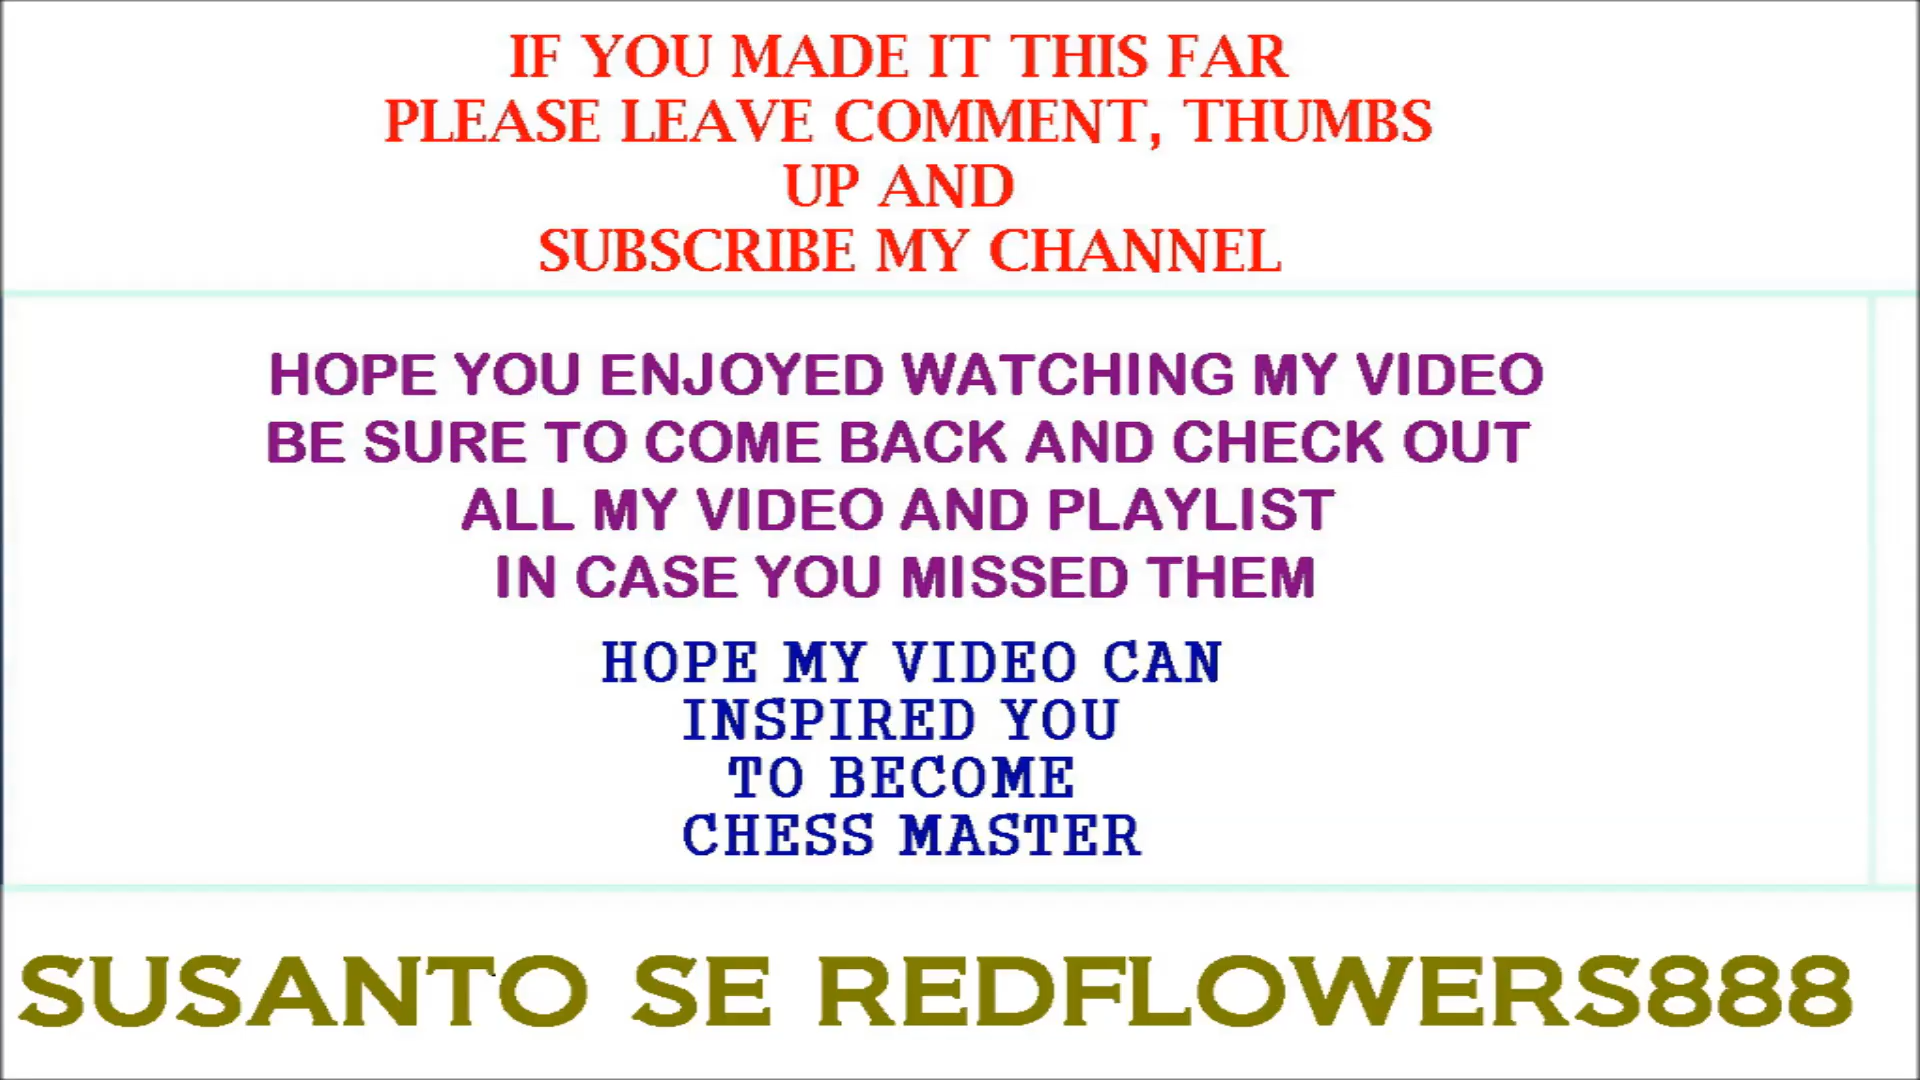 IF YOU MADE IT THIS FAR
PLEASE LEAVE COMMENT, THUMBS
UP AND
SUBSCRIBE MY CHANNEL
HOPE YOU ENJOYED WATCHING MY VIDEO
BE SURE TO COME BACK AND CHECK OUT
ALL MY VIDEO AND PLAYLIST
IN CASE YOU MISSED THEM
HOPE MY VIDEO CAN
INSPIRED YOU
TO BECOME
CHESS MASTER
SUSANTO SE REDFLOWERS888